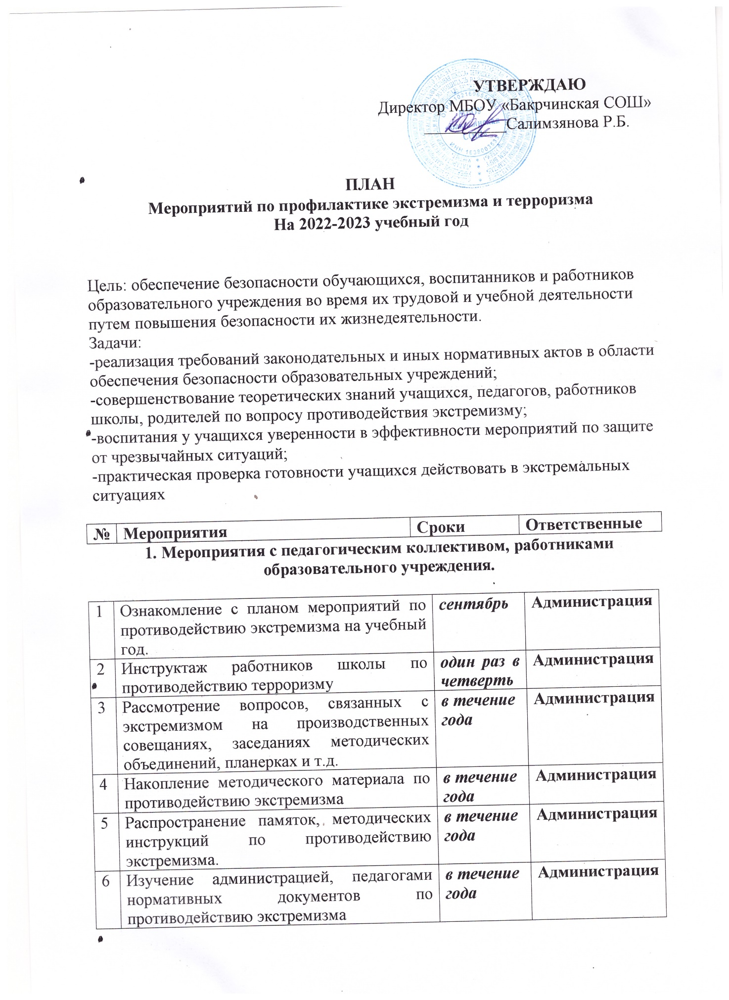 УТВЕРЖДАЮ
Директор МБОУ «Бакрчинская СОШ»
____________Салимзянова Р.Б.
ИНН 1638003533
ПЛАН
Мероприятий по профилактике экстремизма и терроризма
На 2022-2023 учебный год
Цель: обеспечение безопасности обучающихся, воспитанников и работников
образовательного учреждения во время их трудовой и учебной деятельности
путем повышения безопасности их жизнедеятельности.
Задачи:
-реализация требований законодательных и иных нормативных актов в области
обеспечения безопасности образовательных учреждений;
-совершенствование теоретических знаний учащихся, педагогов, работников
школы, родителей по вопросу противодействия экстремизму;
-воспитания у учащихся уверенности в эффективности мероприятий по защите
от чрезвычайных ситуаций;
-практическая проверка готовности учащихся действовать в экстремальных
ситуациях
№ Мероприятия Сроки Ответственные
1. Мероприятия с педагогическим коллективом, работниками
образовательного учреждения.
1 Ознакомление с планом мероприятий по сентябрь Администрация
противодействию экстремизма на учебный
год.
2 Инструктаж работников школы по один раз в Администрация
противодействию терроризму четверть
3 Рассмотрение вопросов, связанных с в течение Администрация
экстремизмом на производственных года
совещаниях, заседаниях методических
объединений, планерках и т.д.
4 Накопление методического материала по в течение Администрация
противодействию экстремизма года
5 Распространение памяток, методических в течение Администрация
инструкций по противодействию года
экстремизма.
6 Изучение администрацией, педагогами в течение Администрация
нормативных документов по года
противодействию экстремизма